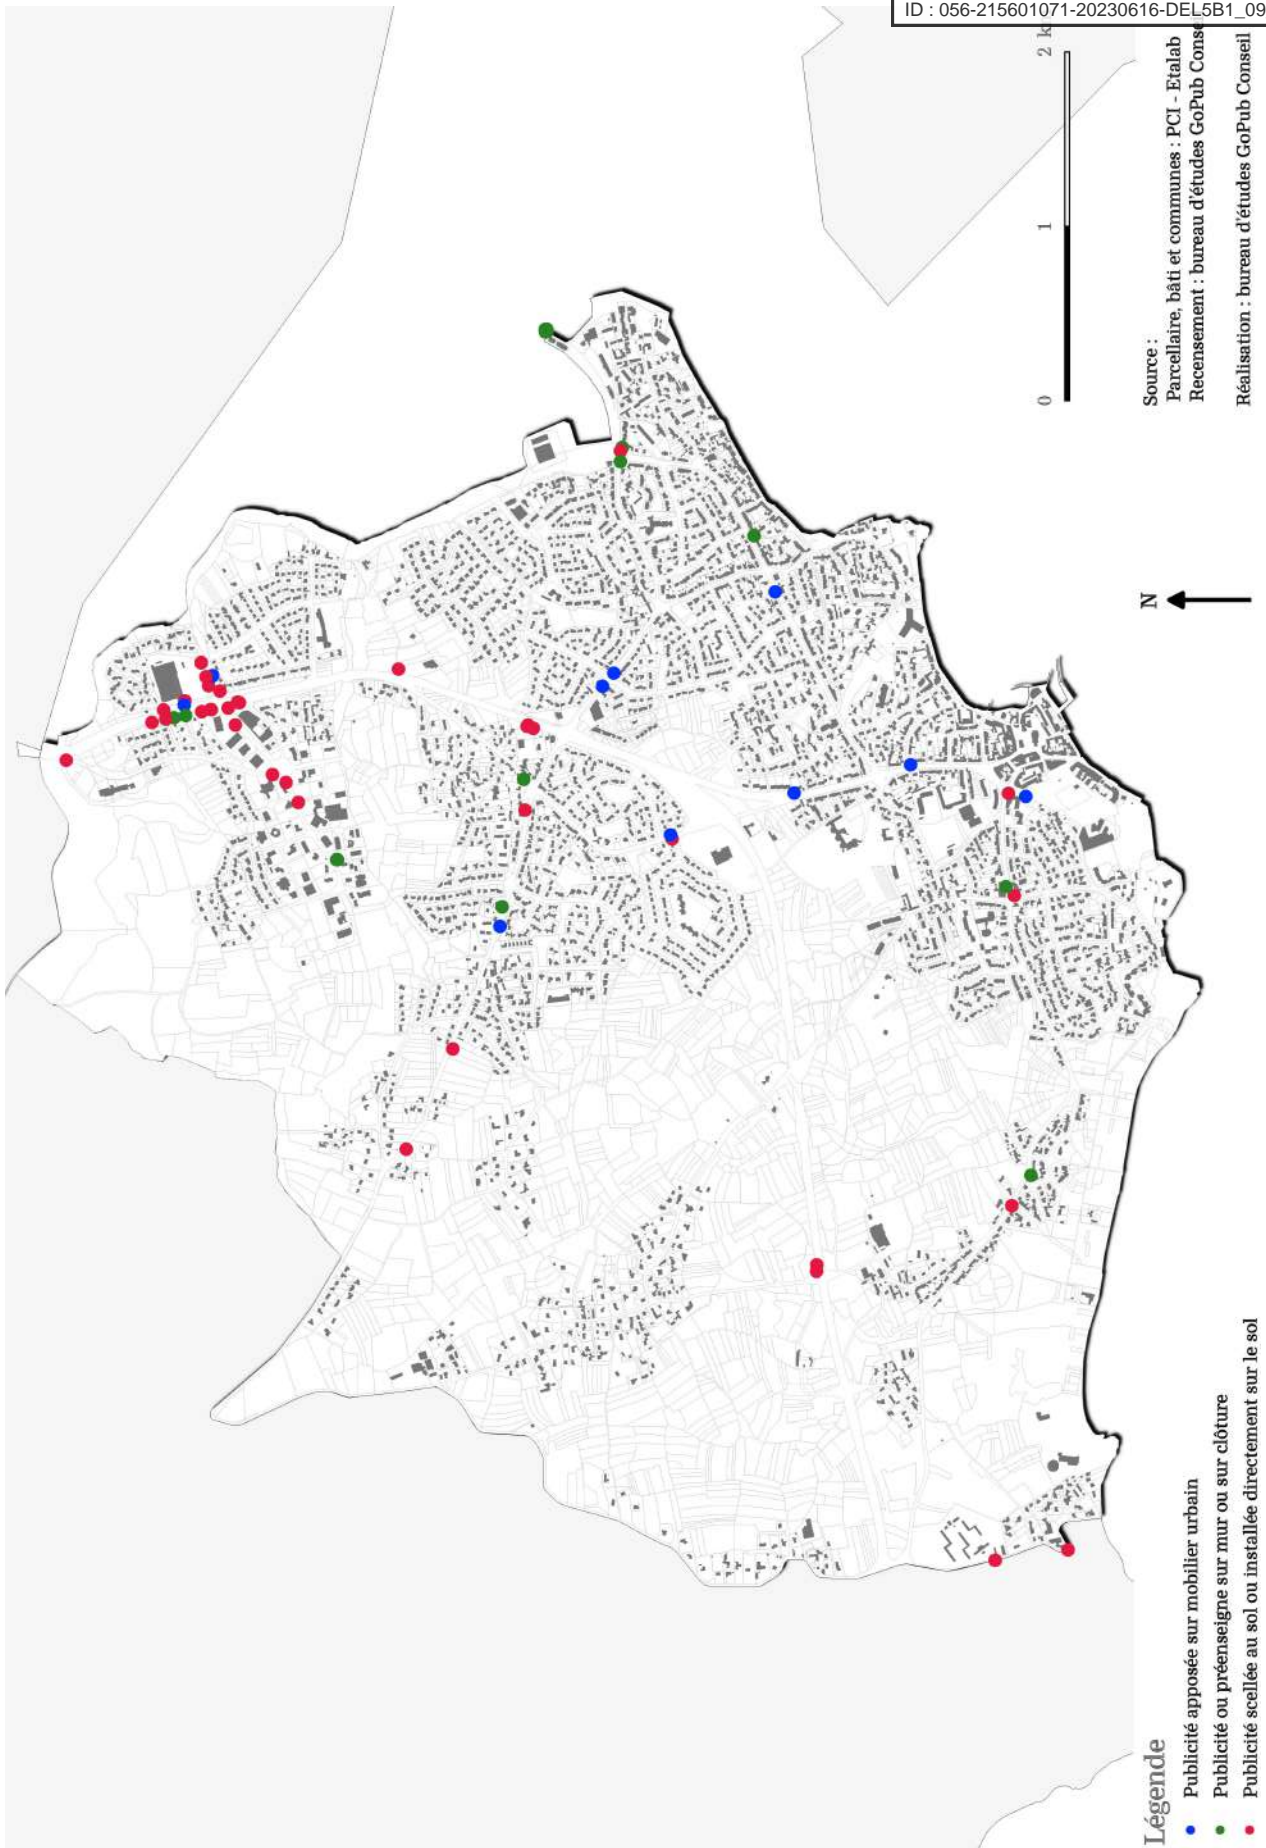 ID : 056-215601071-20230616-DEL5B1_09
Légende
Publicité apposée sur mobilier urbain
Publicité ou préenseigne sur mur ou sur clôture
Publicité scellée au sol ou installée directement sur le sol
N
0 1 2
Source :
Parcellaire, bâti et communes : PCI - Etalab
Recensement : bureau d'études GoPub Conseil
Réalisation : bureau d'études GoPub Conseil